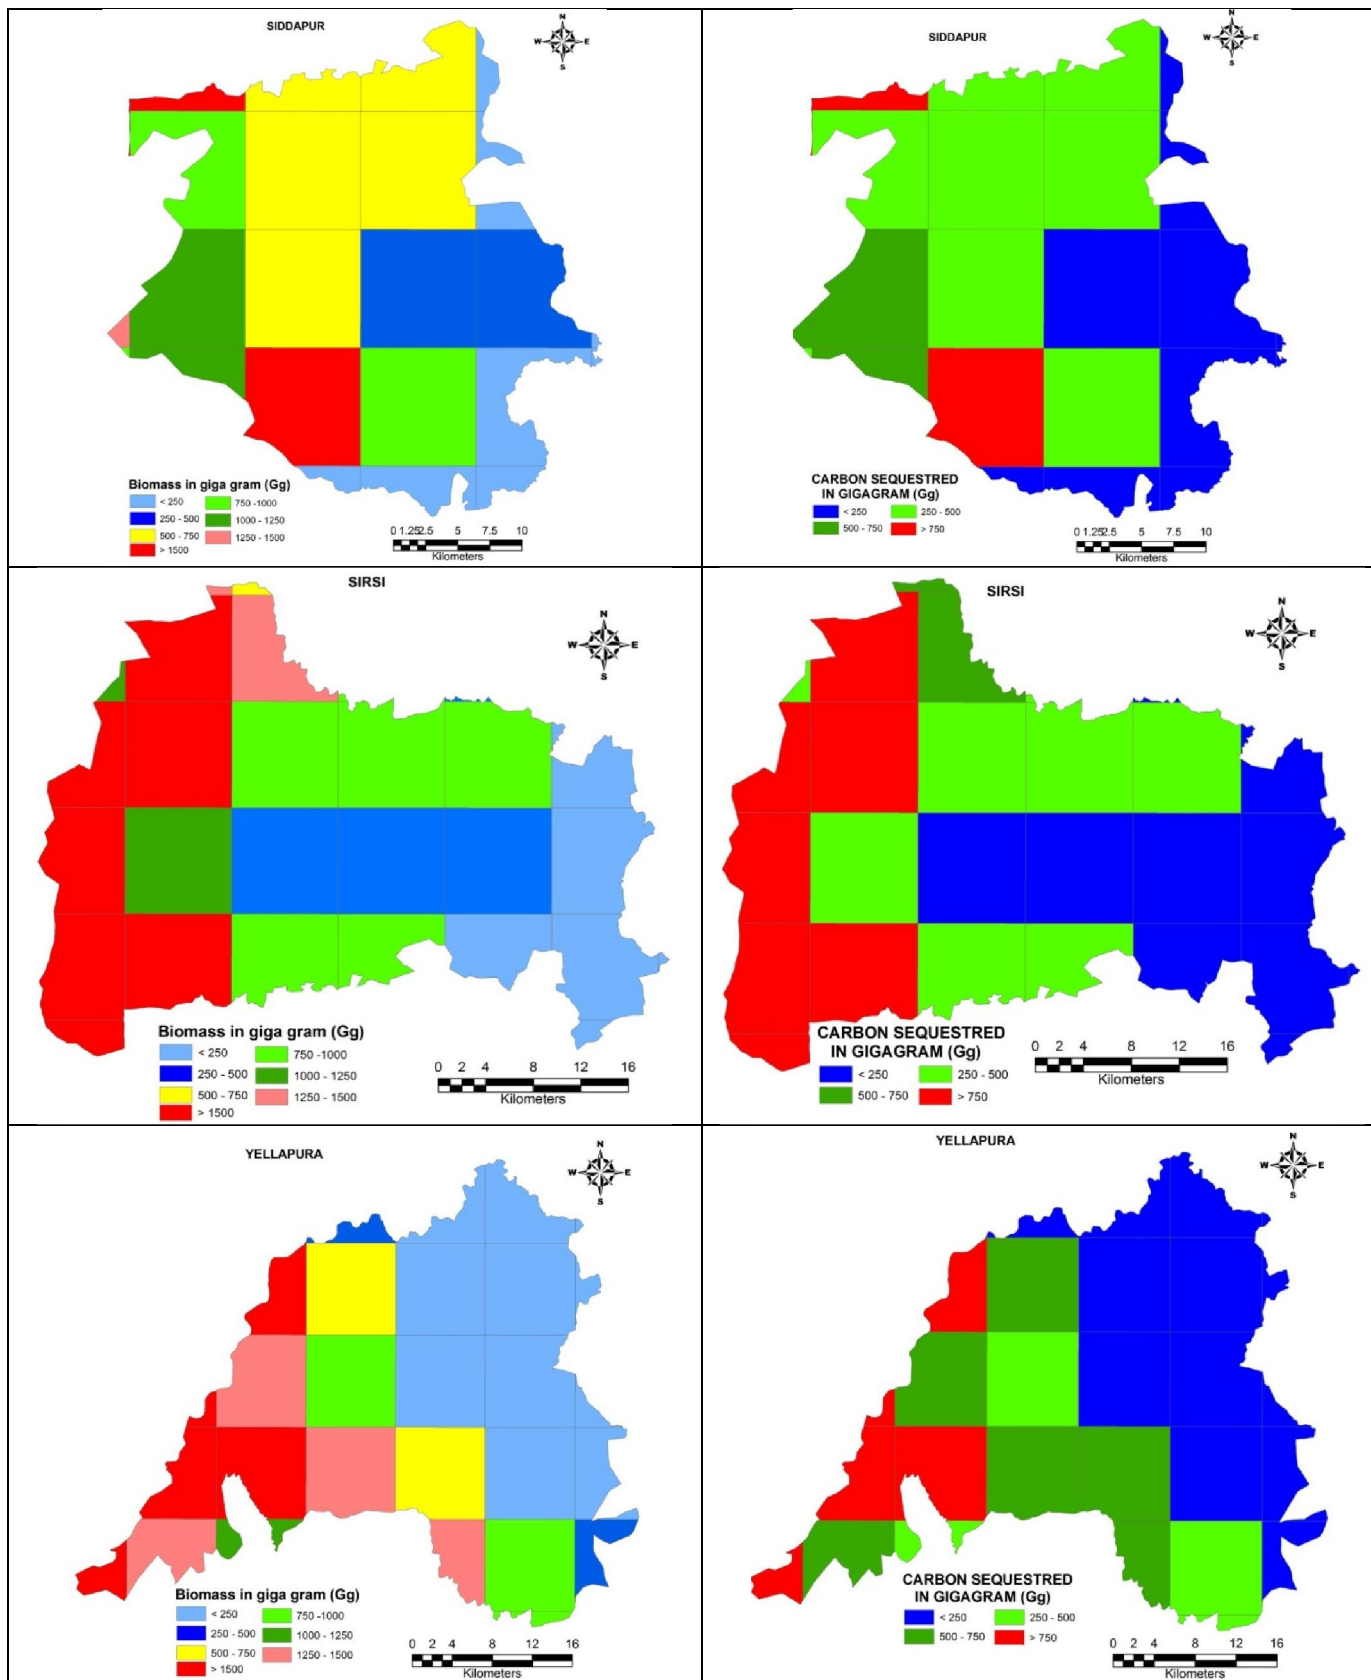 SIDDAPUR
N
W E
S
Biomass in giga gram (Gg)
< 250
750 -1000
250 - 500
1000 - 1250
500 - 750
1250 - 1500
> 1500
0 1.252.5 5 7.5 10
Kilometers
SIDDAPUR
N
W E
S
CARBON SEQUESTRED
IN GIGAGRAM (Gg)
< 250
250 - 500
500 - 750
> 750
0 1.252.5 5 7.5 10
Kilometers
SIRSI
N
W E
S
Biomass in giga gram (Gg)
< 250
750 -1000
250 - 500
1000 - 1250
500 - 750
1250 - 1500
> 1500
0 2 4 8 12 16
Kilometers
SIRSI
N
W E
S
CARBON SEQUESTRED
IN GIGAGRAM (Gg)
< 250
250 - 500
500 - 750
> 750
0 2 4 8 12 16
Kilometers
YELLAPURA
N
W E
S
Biomass in giga gram (Gg)
< 250
750 -1000
250 - 500
1000 - 1250
500 - 750
1250 - 1500
> 1500
0 2 4 8 12 16
Kilometers
YELLAPURA
N
W E
S
CARBON SEQUESTRED
IN GIGAGRAM (Gg)
< 250
250 - 500
500 - 750
> 750
0 2 4 8 12 16
Kilometers